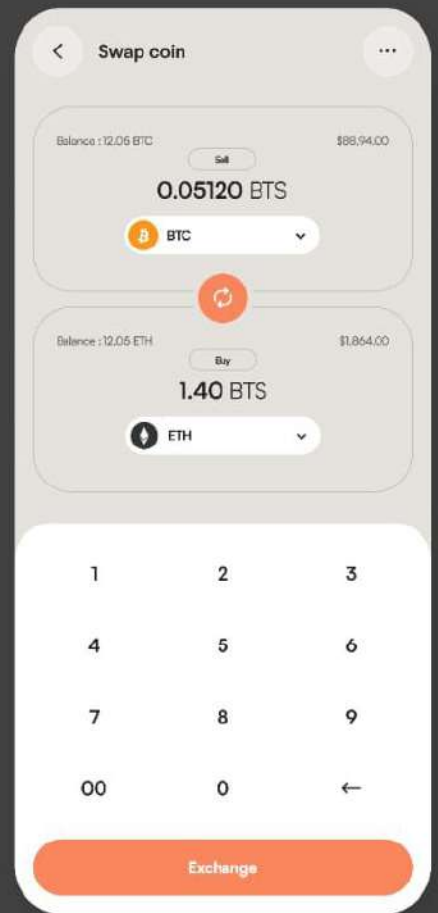 Swap coin
Balance : 12.05 BTC
$88,94.00
Sell
0.05120 BTS
BTC
Balance : 12.05 ETH
$1,864.00
Buy
1.40 BTS
ETH
1 2 3
4 5 6
7 8 9
00 0 ←
Exchange